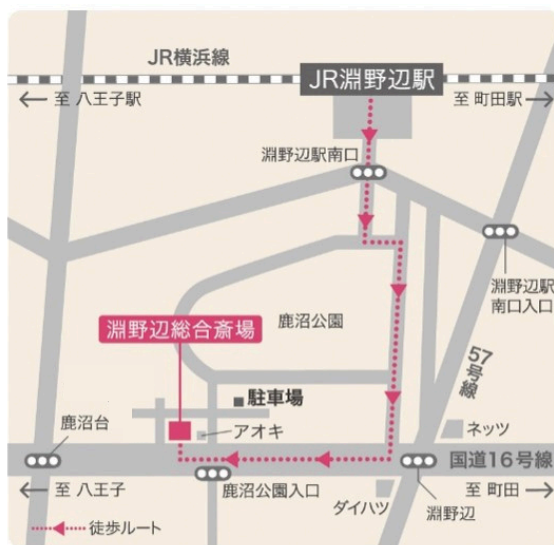 JR横浜線
JR淵野辺駅
至 八王子駅
至 町田駅
淵野辺駅南口
淵野辺駅
南口入口
鹿沼公園
淵野辺総合斎場
57号線
駐車場
鹿沼台
アオキ
ネッツ
国道16号線
至 八王子
鹿沼公園入口
ダイハツ
淵野辺
至 町田
徒歩ルート